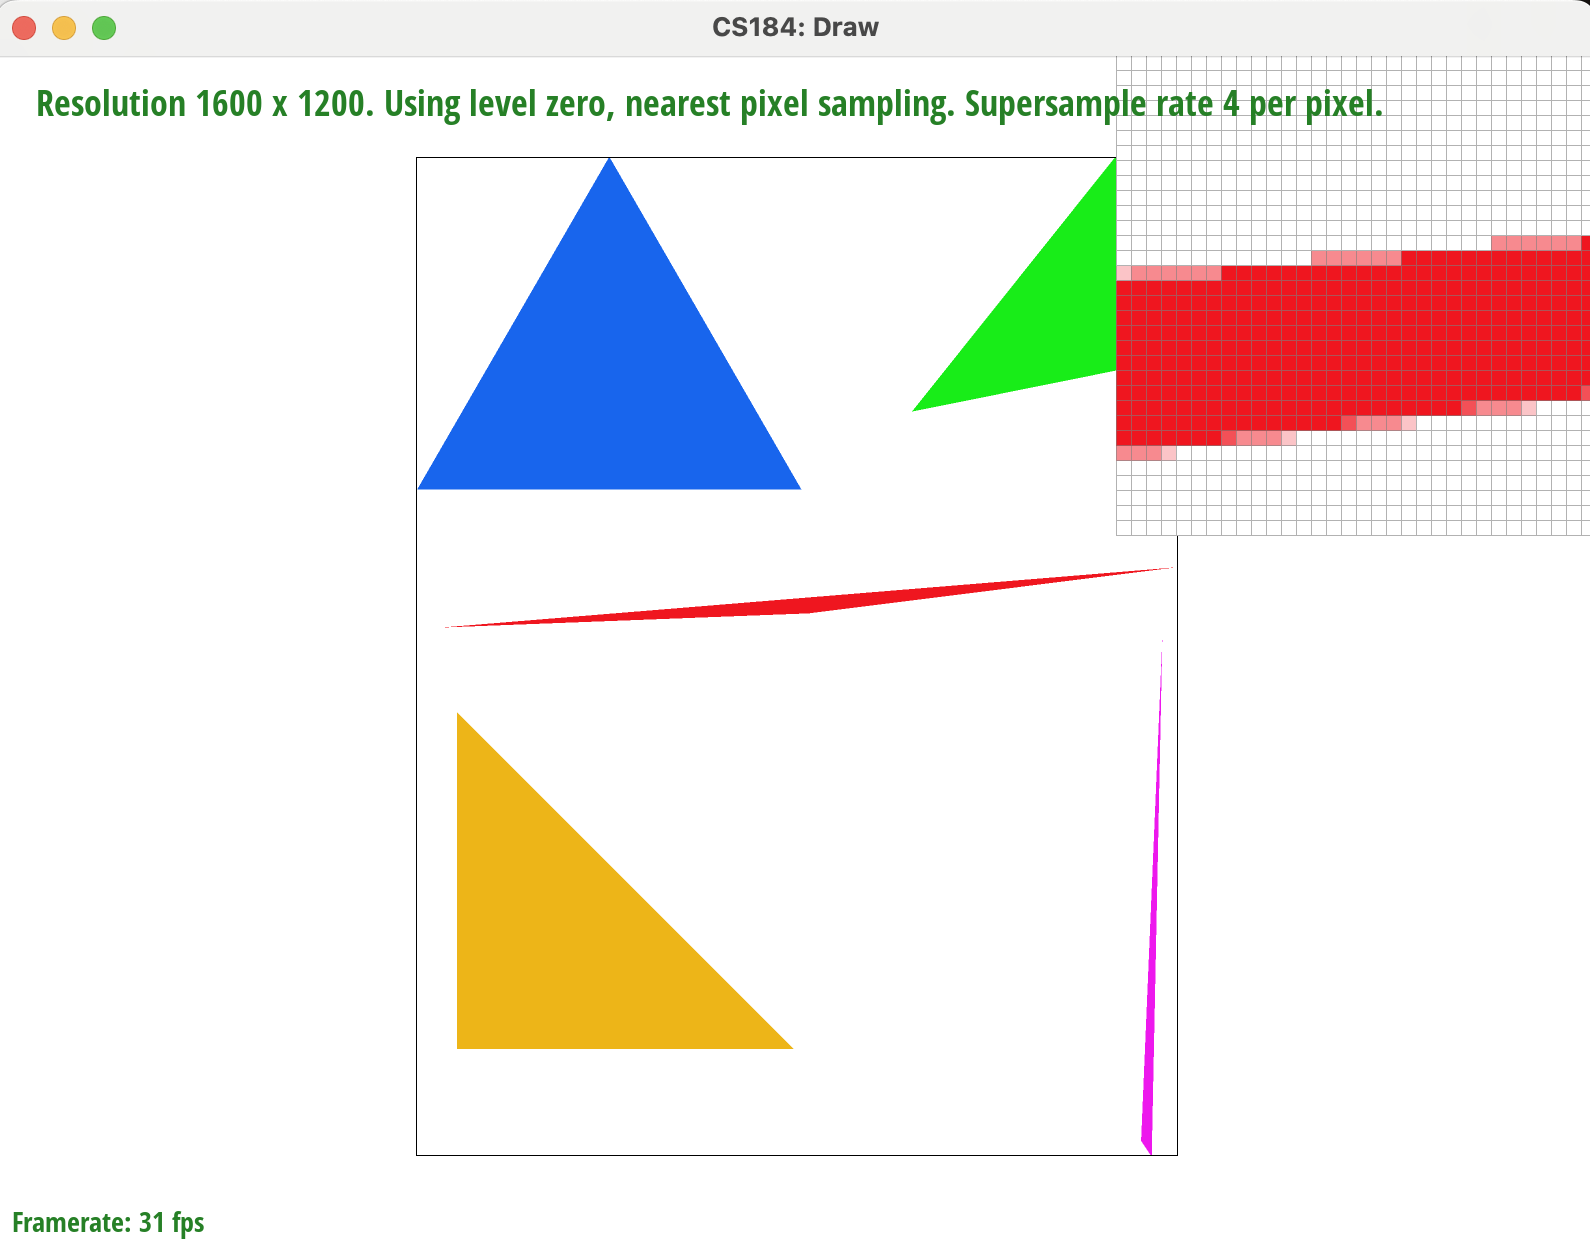 CS184: Draw
Resolution 1600 x 1200. Using level zero, nearest pixel sampling. Supersample rate 4 per pixel.
Framerate: 31 fps